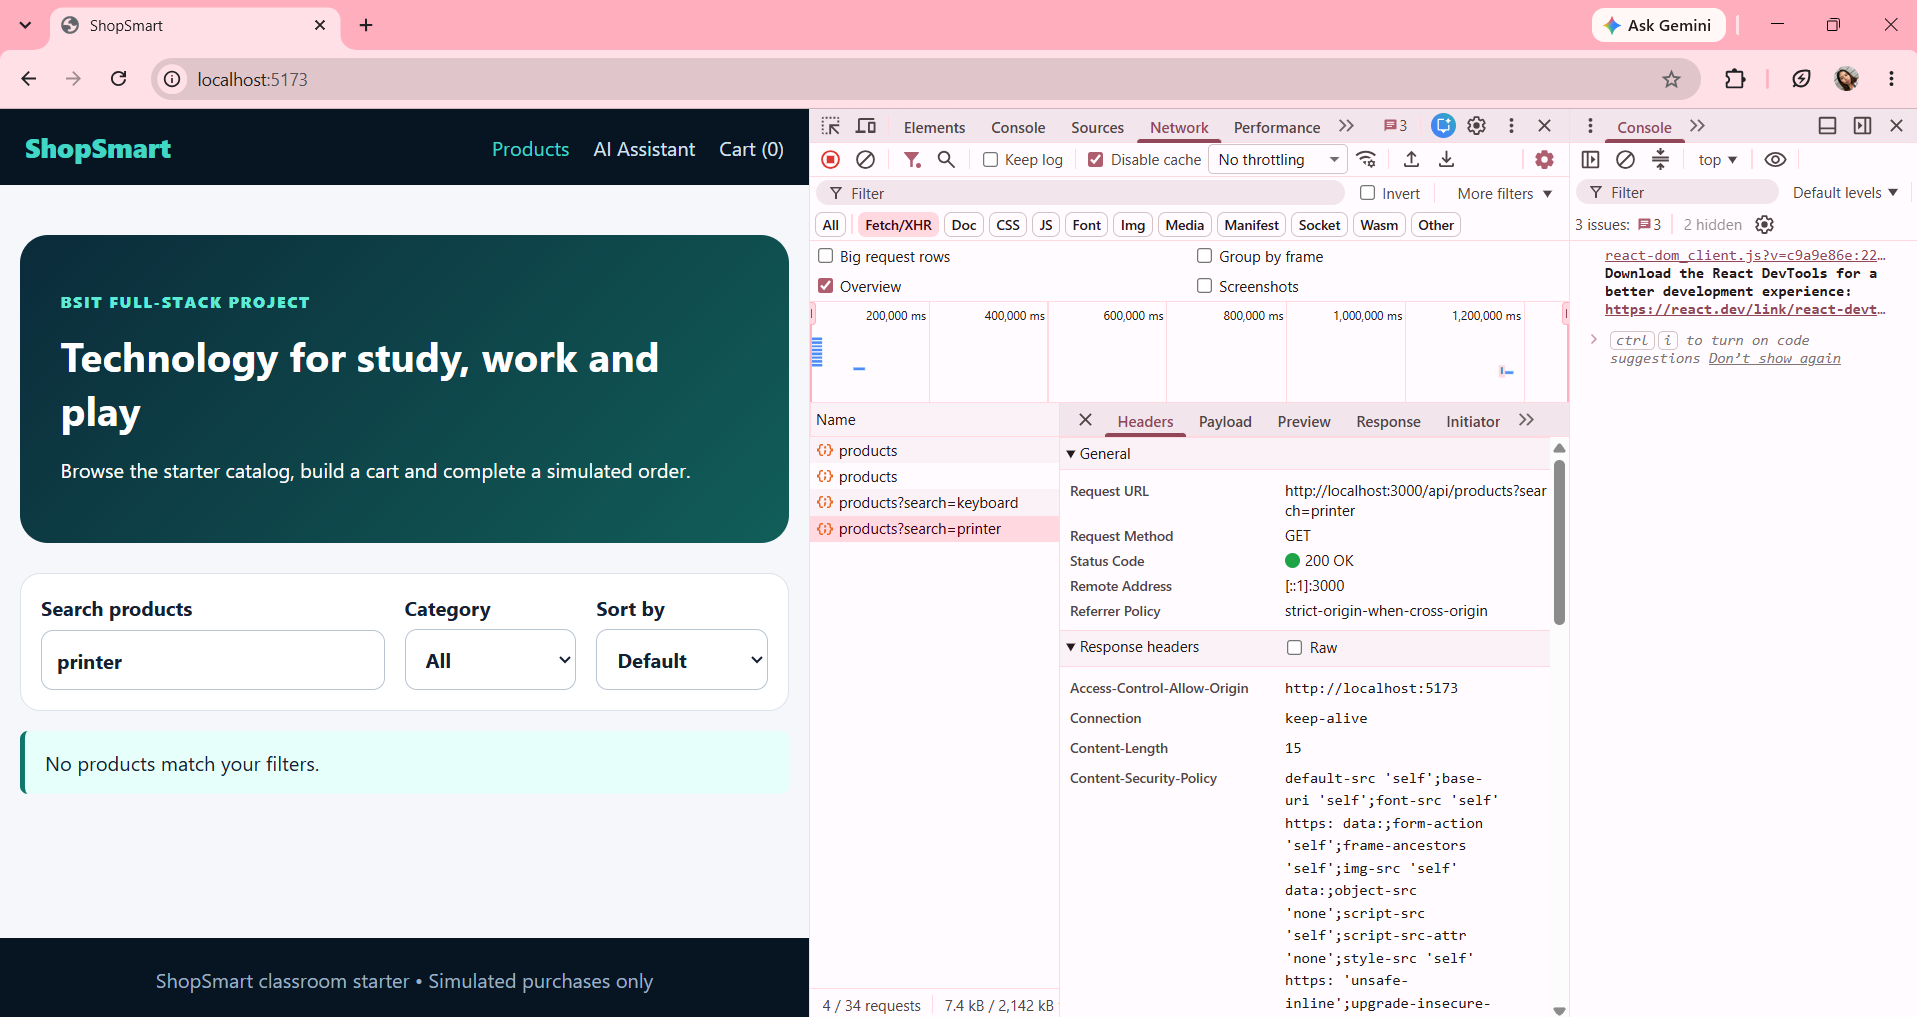 ShopSmart
Ask Gemini
localhost:5173
ShopSmart
Products
AI Assistant
Cart (0)
BSIT FULL-STACK PROJECT
Technology for study, work and
play
Browse the starter catalog, build a cart and complete a simulated order.
Search products
Category
Sort by
printer
All
Default
No products match your filters.
ShopSmart classroom starter • Simulated purchases only
Elements
Console
Sources
Network
Performance
3
Keep log
Disable cache
No throttling
Filter
Invert
More filters
All
Fetch/XHR
Doc
CSS
JS
Font
Img
Media
Manifest
Socket
Wasm
Other
Big request rows
Group by frame
Overview
Screenshots
200,000 ms
400,000 ms
600,000 ms
800,000 ms
1,000,000 ms
1,200,000 ms
Name
products
products
products?search=keyboard
products?search=printer
4 / 34 requests
7.4 kB / 2,142 kB
Headers
Payload
Preview
Response
Initiator
General
Request URL
http://localhost:3000/api/products?sear
ch=printer
Request Method
GET
Status Code
200 OK
Remote Address
[::1]:3000
Referrer Policy
strict-origin-when-cross-origin
Response headers
Raw
Access-Control-Allow-Origin
http://localhost:5173
Connection
keep-alive
Content-Length
15
Content-Security-Policy
default-src 'self';base-
uri 'self';font-src 'self'
https: data:;form-action
'self';frame-ancestors
'self';img-src 'self'
data:;object-src
'none';script-src
'self';script-src-attr
'none';style-src 'self'
https: 'unsafe-
inline';upgrade-insecure-
Console
top
Filter
Default levels
3 issues:
3
2 hidden
react-dom_client.js?v=c9a9e86e:22…
Download the React DevTools for a
better development experience:
https://react.dev/link/react-devt…
ctrl i to turn on code
suggestions Don't show again